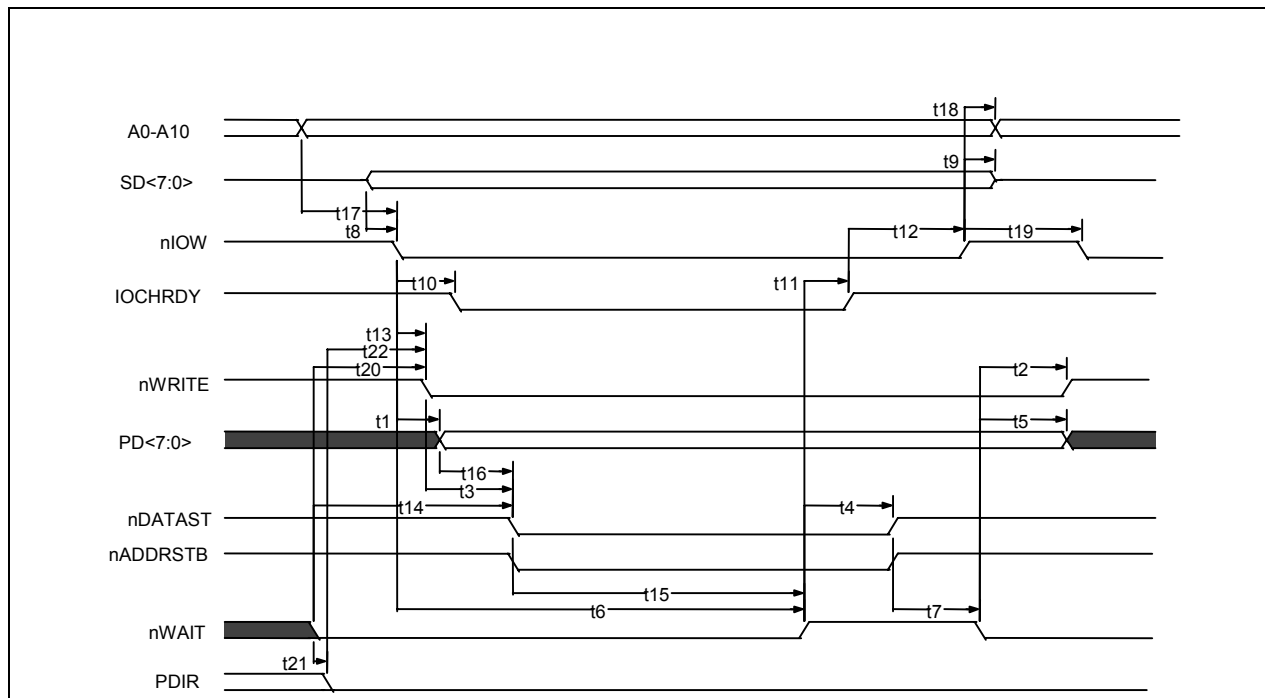 t18
A0-A10
t9
SD<7:0>
t17
t8
t12
t19
nIOW
t10
t11
IOCHRDY
t13
t22
t20
t2
nWRITE
t1
t5
PD<7:0>
t16
t3
t14
t4
nDATAST
nADDRSTB
t15
t6
t7
nWAIT
t21
PDIR